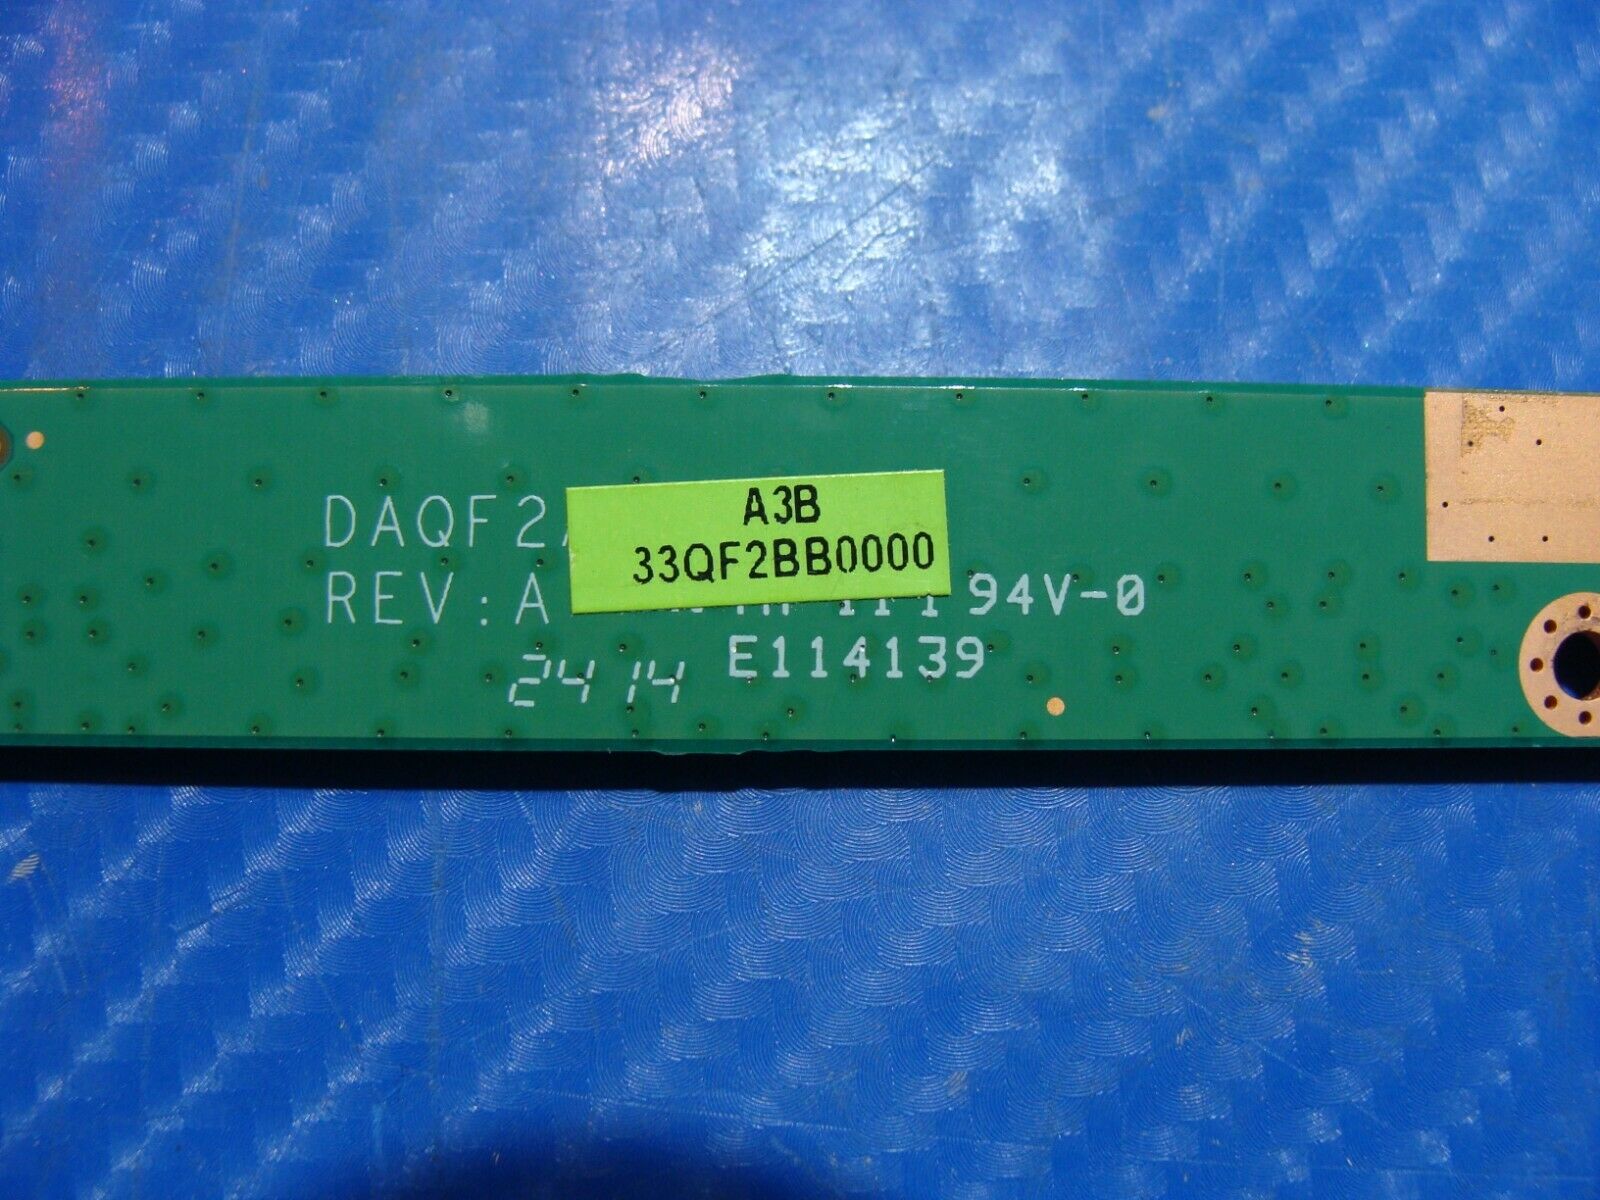 DAQF2
A3B
33QF2BB0000
REV:A 94V-0
E114139
2414